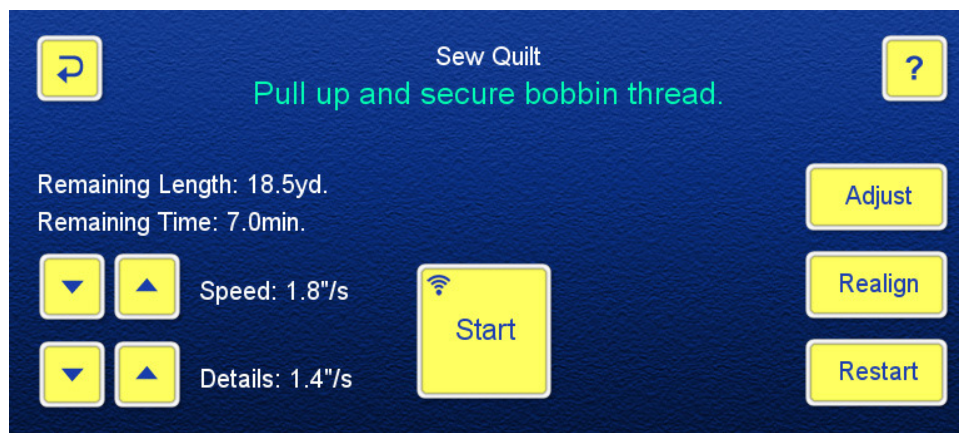 Sew Quilt
?
Pull up and secure bobbin thread.
Remaining Length: 18.5yd.
Remaining Time: 7.0min.
Adjust
Speed: 1.8"/s
Start
Realign
Details: 1.4"/s
Restart